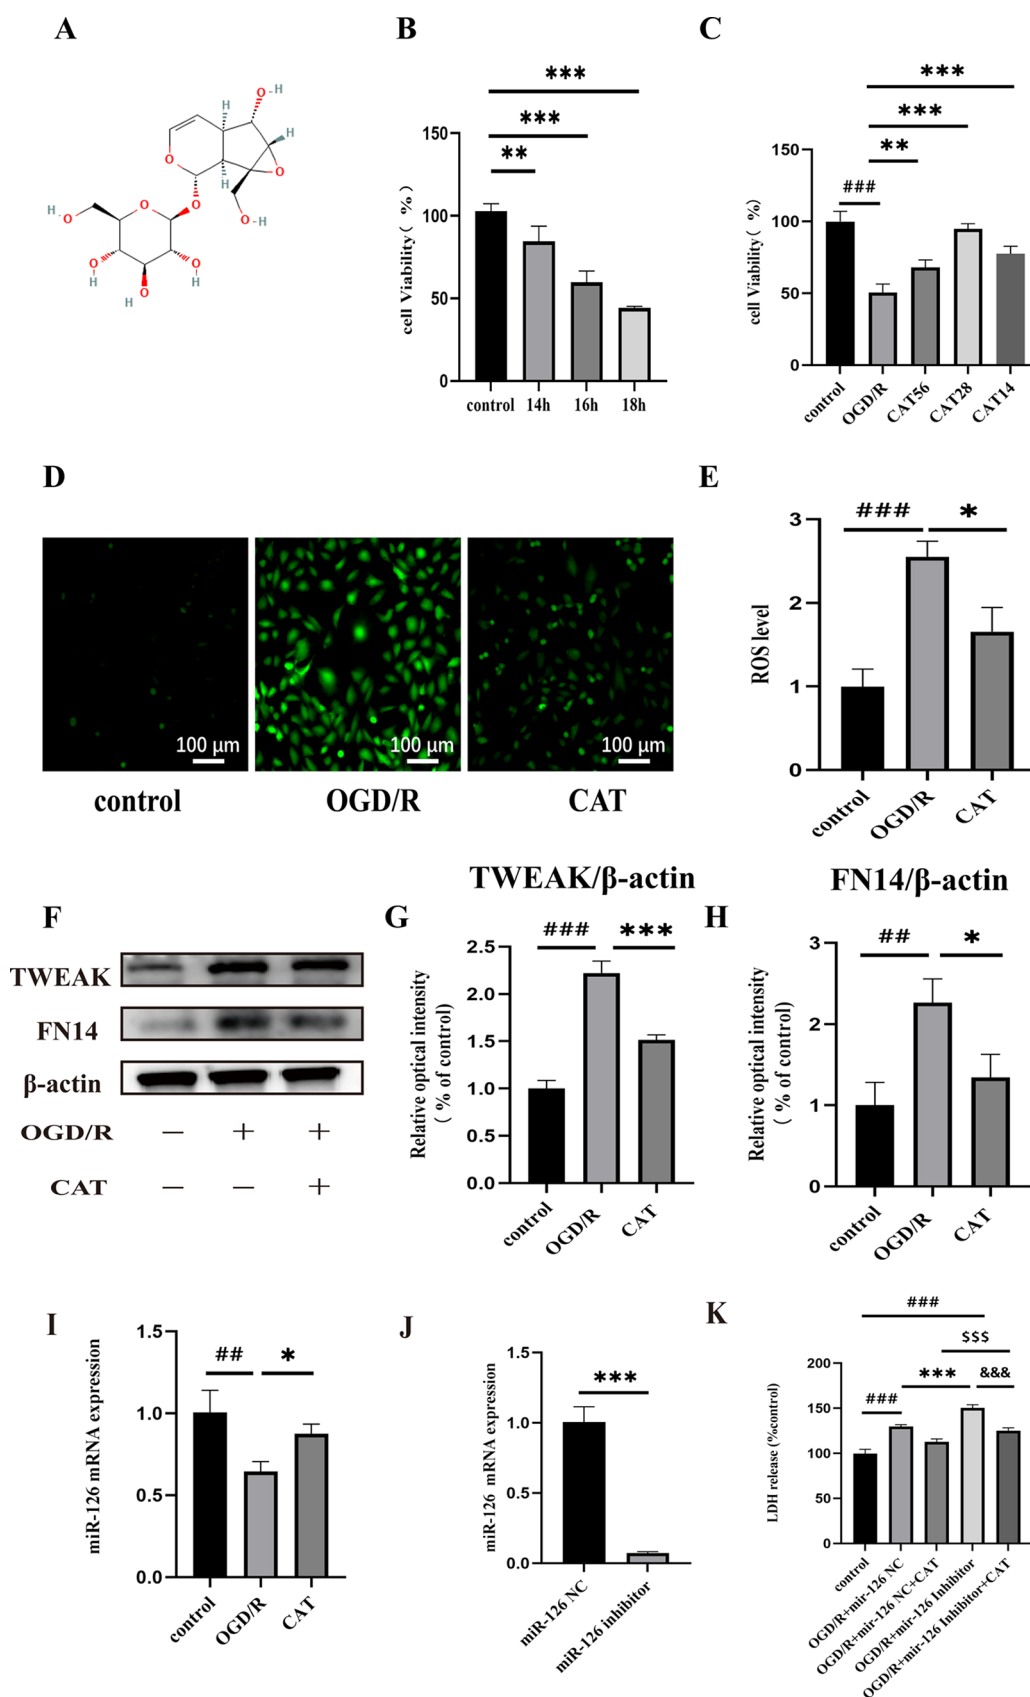 A
H
O-H
H
H
O
O
H
H
O
O
O
H-O
O-H
H-O
O
O
H
O
H
B
***
***
**
cell Viability( %)
150
100
50
0
control 14h 16h 18h
C
***
***
**
###
cell Viability( %)
150
100
50
0
control
OGD/R
CAT56
CAT28
CAT14
D
100 μm
100 μm
100 μm
control OGD/R CAT
E
### *
ROS level
3
2
1
0
control
OGD/R
CAT
F
TWEAK
FN14
β-actin
OGD/R — + +
CAT — — +
G
TWEAK/β-actin
### ***
Relative optical intensity
( % of control)
2.5
2.0
1.5
1.0
0.5
0.0
control
OGD/R
CAT
H
FN14/β-actin
## *
Relative optical intensity
( % of control)
3
2
1
0
control
OGD/R
CAT
I
## *
miR-126 mRNA expression
1.5
1.0
0.5
0.0
control
OGD/R
CAT
J
***
miR-126 mRNA expression
1.5
1.0
0.5
0.0
miR-126 NC
miR-126 inhibitor
K
###
$$$
*** &&&
###
LDH release (%control)
200
150
100
50
0
control
OGD/R+mir-126 NC
OGD/R+mir-126 NC+CAT
OGD/R+mir-126 Inhibitor
OGD/R+mir-126 Inhibitor+CAT